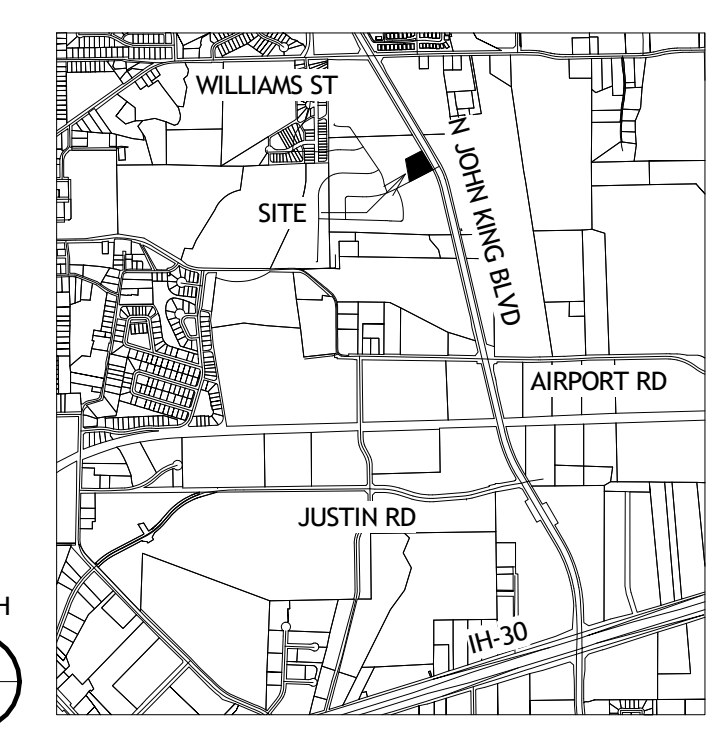 WILLIAMS ST
N JOHN KING BLVD
SITE
AIRPORT RD
JUSTIN RD
H
IH-30